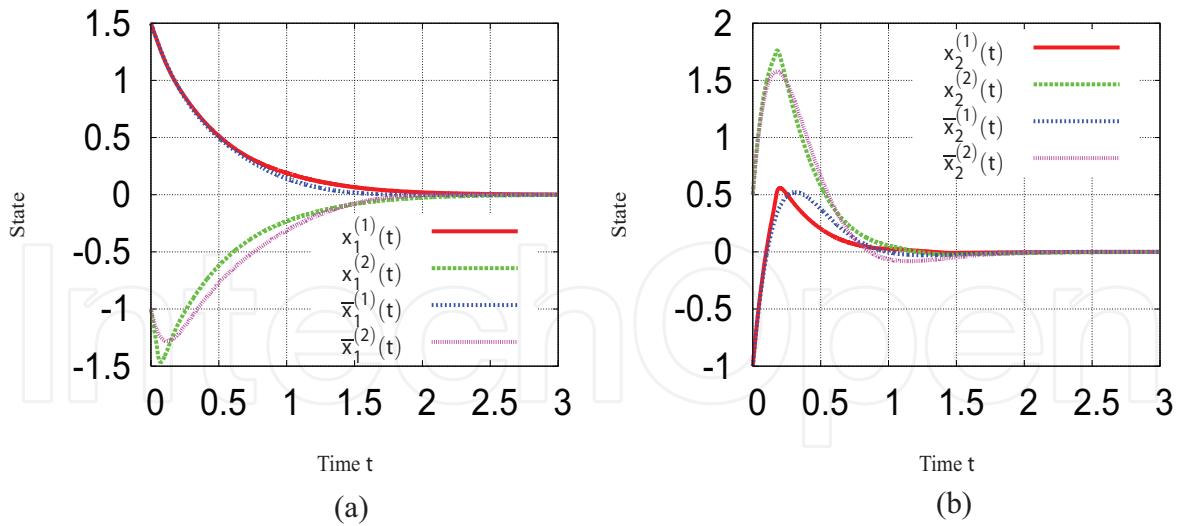 1.5
1
0.5
0
-0.5
-1
-1.5
State
0 0.5 1 1.5 2 2.5 3
Time t
x₁⁽¹⁾(t)
x₁⁽²⁾(t)
x̅₁⁽¹⁾(t)
x̅₁⁽²⁾(t)
(a)
2
1.5
1
0.5
0
-0.5
-1
State
0 0.5 1 1.5 2 2.5 3
Time t
x₂⁽¹⁾(t)
x₂⁽²⁾(t)
x̅₂⁽¹⁾(t)
x̅₂⁽²⁾(t)
(b)
IntechOpen